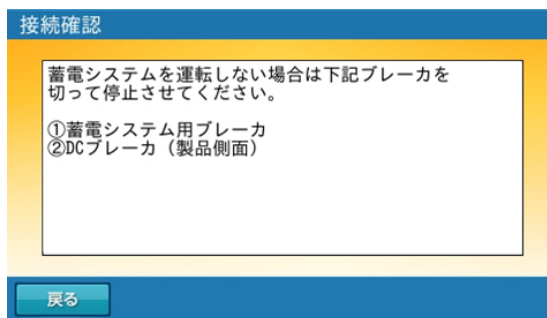 接続確認
蓄電システムを運転しない場合は下記ブレーカを
切って停止させてください。
①蓄電システム用ブレーカ
②DCブレーカ（製品側面）
戻る